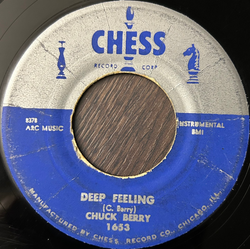 CHESS
RECORD CORP
8378
ARC MUSIC
INSTRUMENTAL
BMI
DEEP FEELING
(C. Berry)
CHUCK BERRY
1653
MFG. BY CHESS RECORD CO., CHICAGO, ILL.